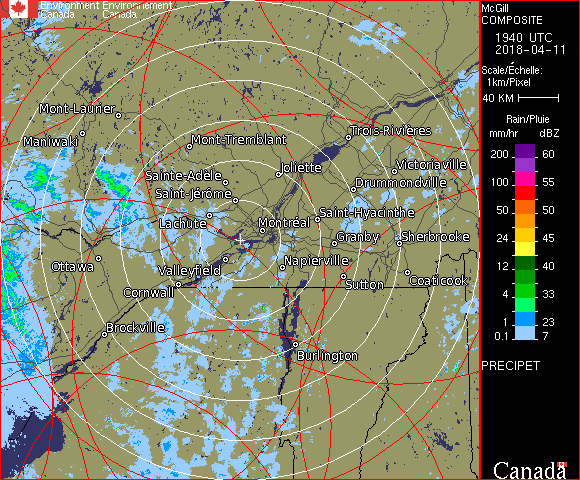 Environment Environnement
Canada Canada
McGill
COMPOSITE
1940 UTC
2018-04-11
Scale/Échelle:
1km/Pixel
40 KM
Rain/Pluie
mm/hr dBZ
200 60
100 55
50 50
24 45
12 40
4 33
1 23
0.1 7
PRECIPET
Canada
Mont-Laurier
Maniwaki
Mont-Tremblant
Trois-Rivières
Joliette
Victoriaville
Sainte-Adèle
Drummondville
Saint-Jérôme
Saint-Hyacinthe
Lachute
Montréal
Granby
Sherbrooke
Ottawa
Valleyfield
Napierville
Coaticook
Cornwall
Sutton
Brockville
Burlington